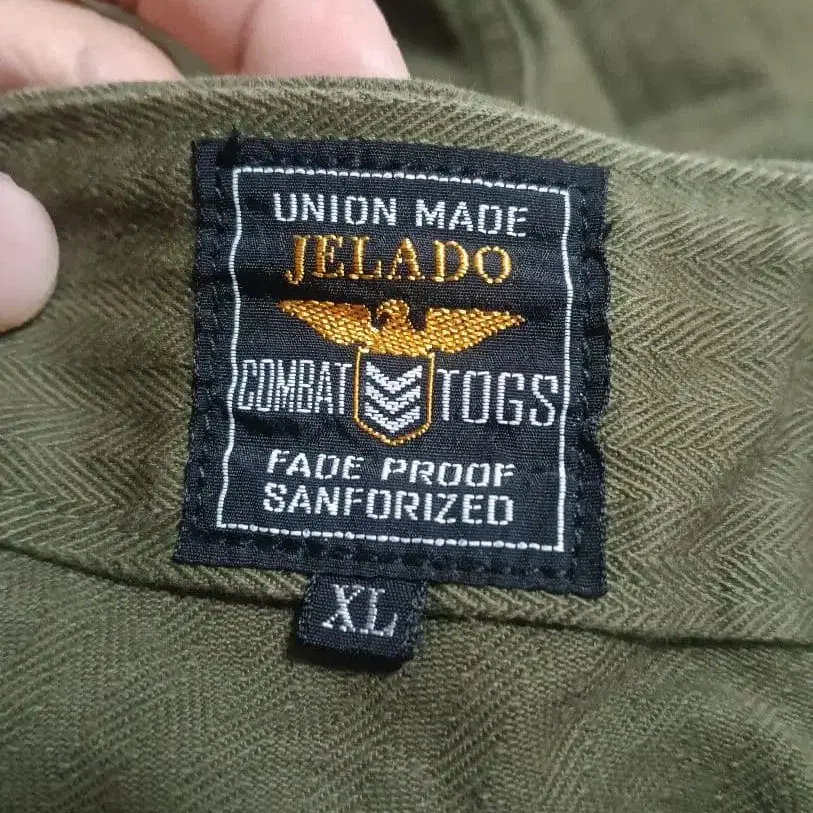 UNION MADE
JELADO
COMBAT TOGS
FADE PROOF
SANFORIZED
XL